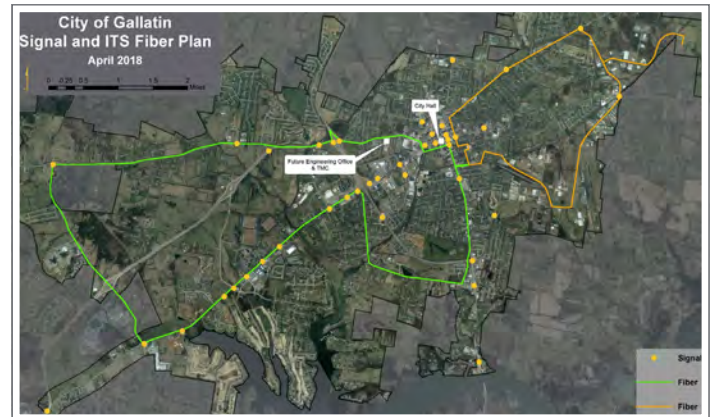 City of Gallatin
Signal and ITS Fiber Plan
April 2018
0 0.25 0.5 1 1.5 2
Miles
City Hall
Future Engineering Office
& TMC
Signal
Fiber
Fiber